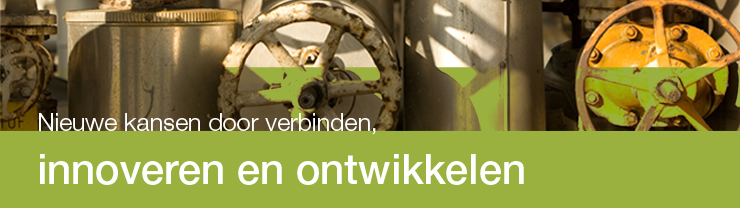 Nieuwe kansen door verbinden,
innoveren en ontwikkelen